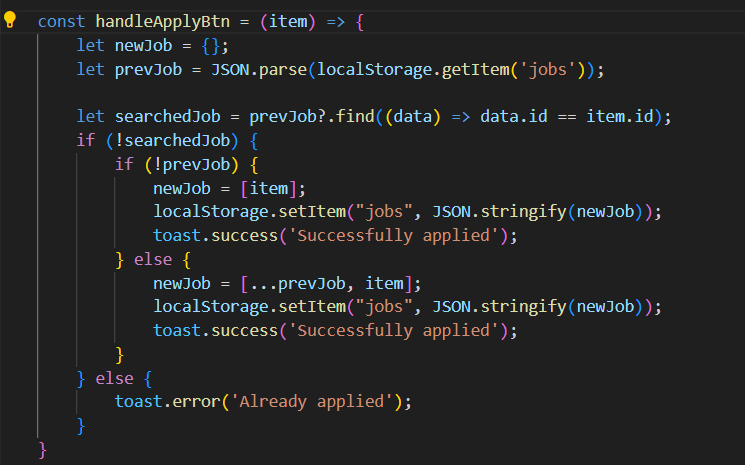 const handleApplyBtn = (item) => {
    let newJob = {};
    let prevJob = JSON.parse(localStorage.getItem('jobs'));

    let searchedJob = prevJob?.find((data) => data.id == item.id);
    if (!searchedJob) {
        if (!prevJob) {
            newJob = [item];
            localStorage.setItem("jobs", JSON.stringify(newJob));
            toast.success('Successfully applied');
        } else {
            newJob = [...prevJob, item];
            localStorage.setItem("jobs", JSON.stringify(newJob));
            toast.success('Successfully applied');
        }
    } else {
        toast.error('Already applied');
    }
}